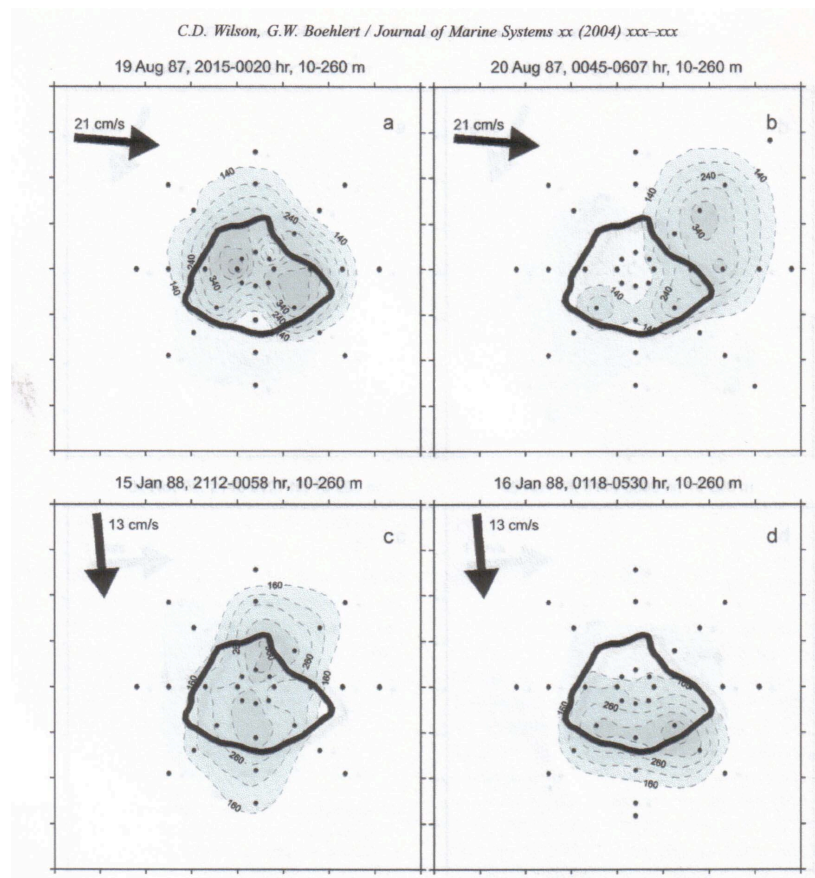 C.D. Wilson, G.W. Boehlert / Journal of Marine Systems xx (2004) xxx–xxx
19 Aug 87, 2015-0020 hr, 10-260 m
21 cm/s
a
140
240
140
240
140
340
340
240
20 Aug 87, 0045-0607 hr, 10-260 m
21 cm/s
b
240
140
140
340
240
140
15 Jan 88, 2112-0058 hr, 10-260 m
13 cm/s
c
160
260
160
160
260
160
16 Jan 88, 0118-0530 hr, 10-260 m
13 cm/s
d
160
260
260
160